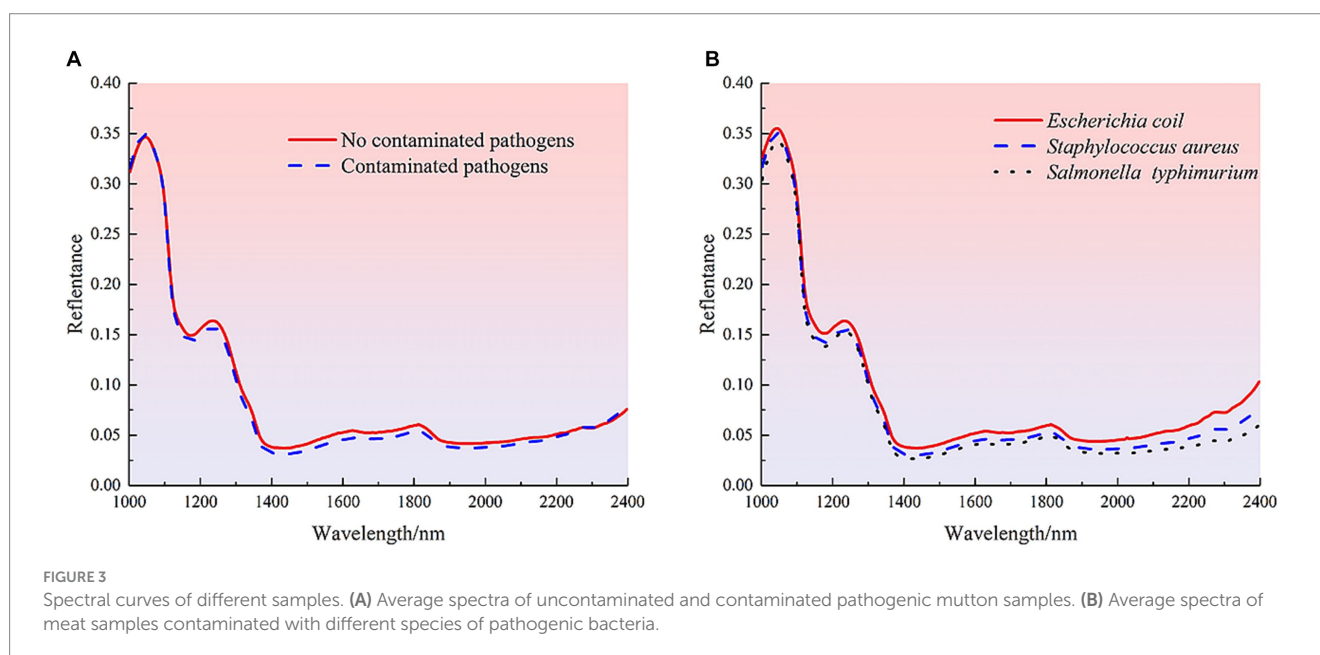 A
0.40
0.35
0.30
0.25
0.20
0.15
0.10
0.05
0.00
Reflentance
No contaminated pathogens
Contaminated pathogens
1000 1200 1400 1600 1800 2000 2200 2400
Wavelength/nm
B
0.40
0.35
0.30
0.25
0.20
0.15
0.10
0.05
0.00
Reflentance
Escherichia coil
Staphylococcus aureus
Salmonella typhimurium
1000 1200 1400 1600 1800 2000 2200 2400
Wavelength/nm
FIGURE 3
Spectral curves of different samples. (A) Average spectra of uncontaminated and contaminated pathogenic mutton samples. (B) Average spectra of
meat samples contaminated with different species of pathogenic bacteria.